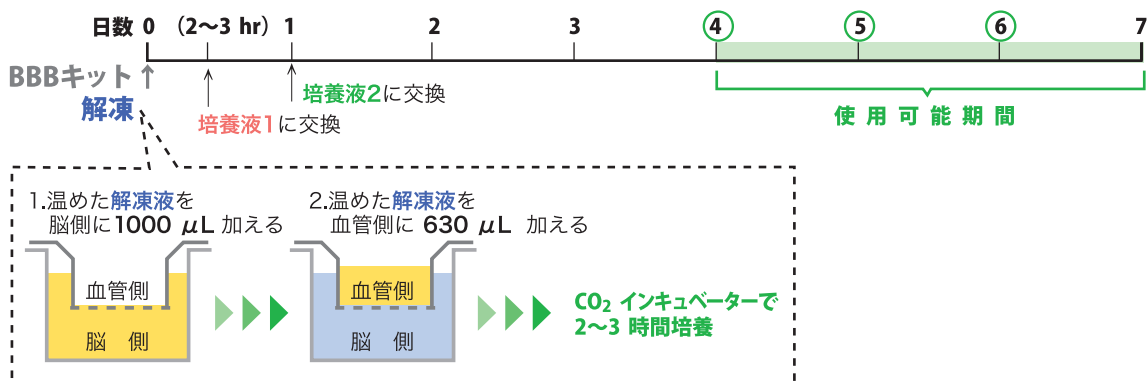 日数 0 (2〜3 hr) 1 2 3 4 5 6 7
BBBキット
解凍
培養液1に交換
培養液2に交換
使用可能期間
1.温めた解凍液を
脳側に1000 μL 加える
血管側
脳 側
2.温めた解凍液を
血管側に 630 μL 加える
血管側
脳 側
CO₂ インキュベーターで
2〜3 時間培養